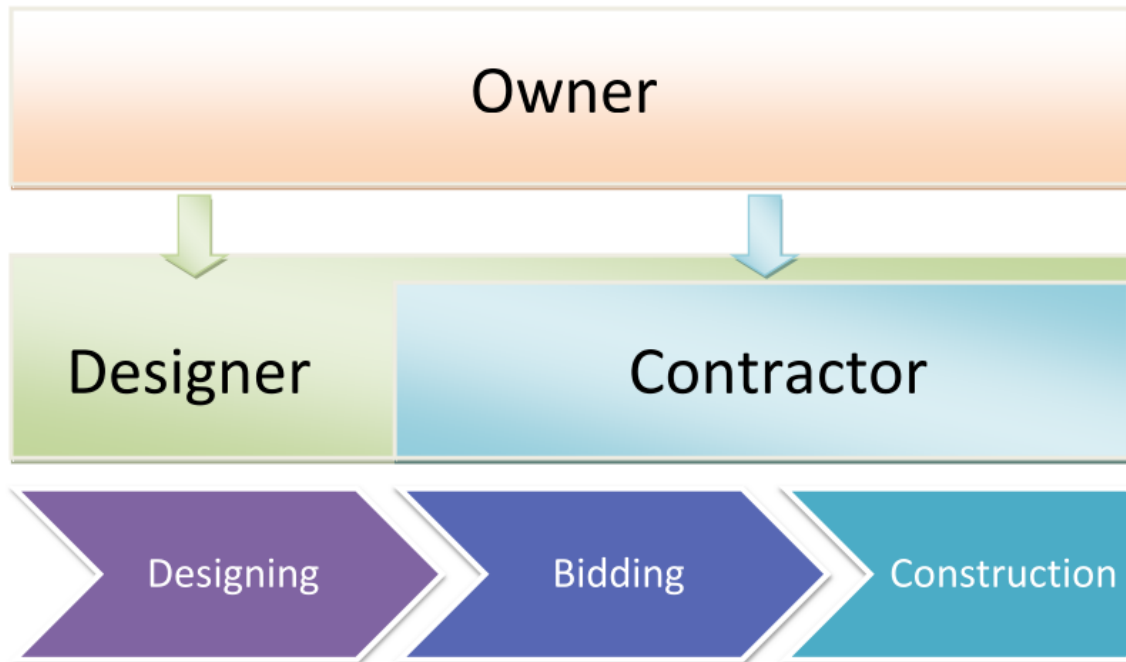 Owner
Designer
Contractor
Designing
Bidding
Construction